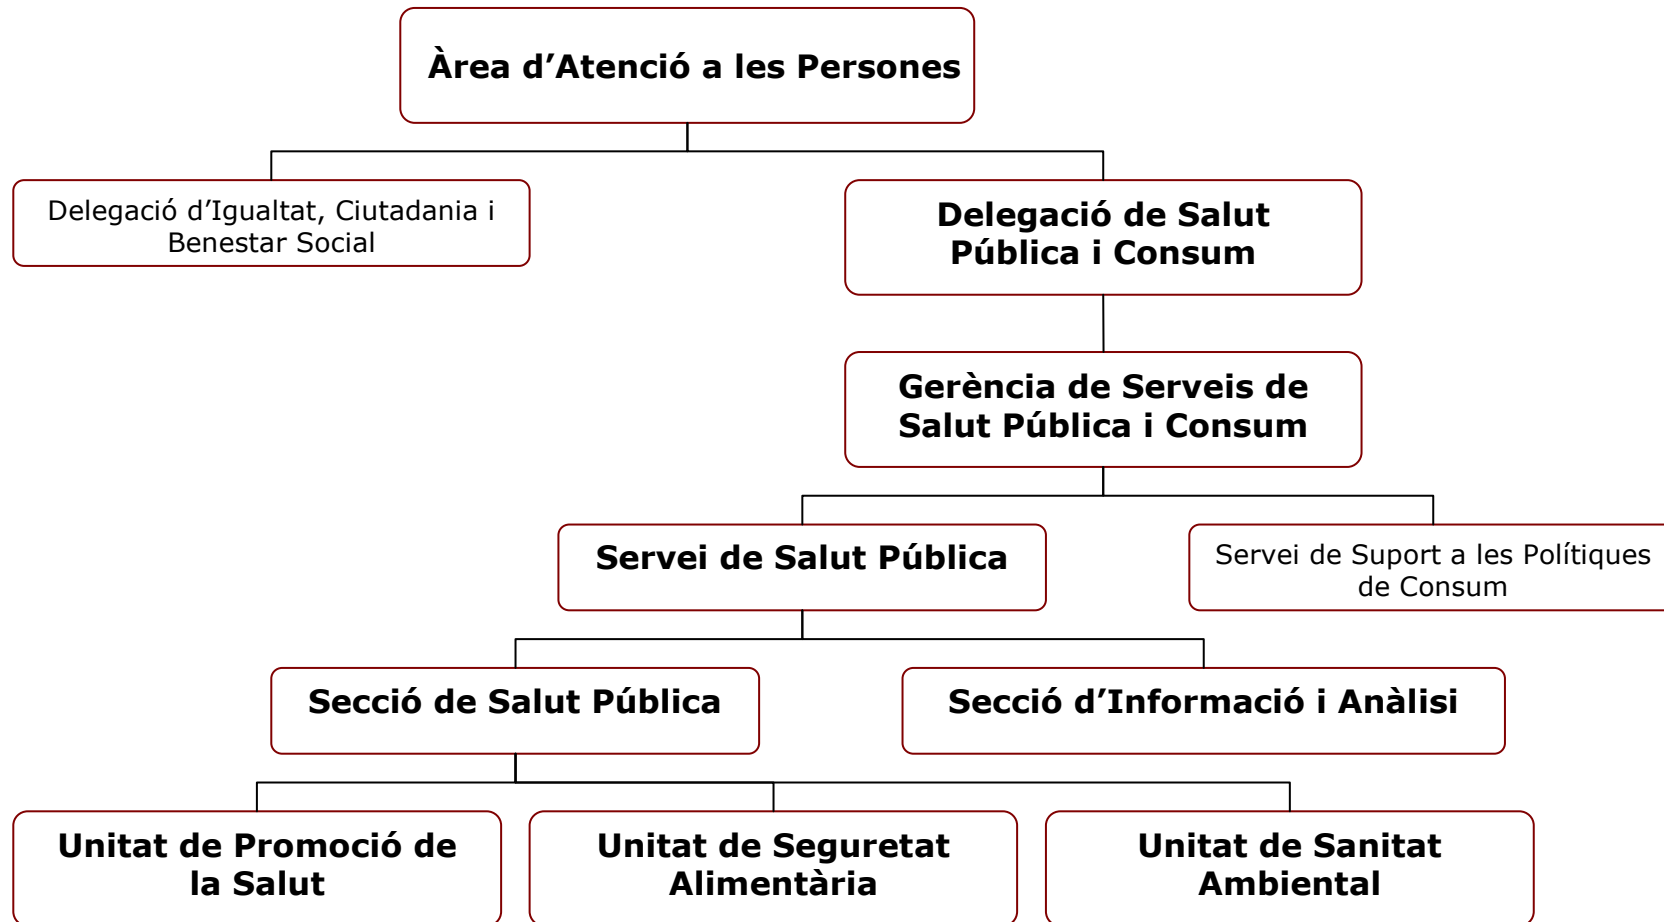 Àrea d’Atenció a les Persones
Delegació d’Igualtat, Ciutadania i
Benestar Social
Delegació de Salut
Pública i Consum
Gerència de Serveis de
Salut Pública i Consum
Servei de Salut Pública
Servei de Suport a les Polítiques
de Consum
Secció de Salut Pública
Secció d’Informació i Anàlisi
Unitat de Promoció de
la Salut
Unitat de Seguretat
Alimentària
Unitat de Sanitat
Ambiental